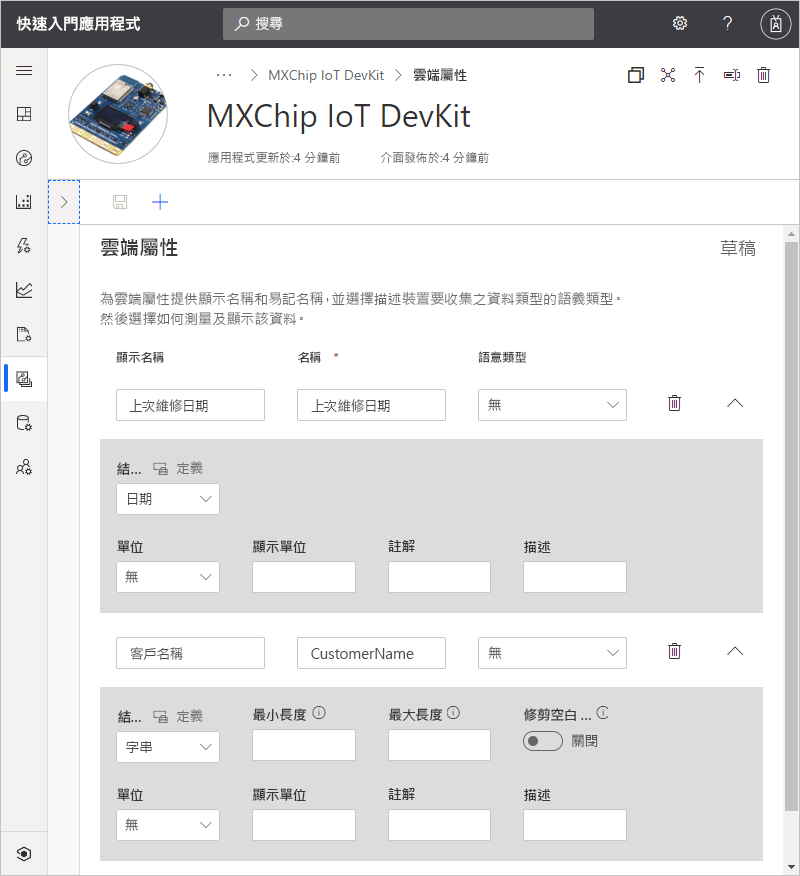 快速入門應用程式
搜尋
··· > MXChip IoT DevKit > 雲端屬性
MXChip IoT DevKit
應用程式更新於:4 分鐘前 介面發佈於:4 分鐘前
雲端屬性 草稿
為雲端屬性提供顯示名稱和易記名稱，並選擇描述裝置要收集之資料類型的語義類型。
然後選擇如何測量及顯示該資料。
顯示名稱 名稱 * 語意類型
上次維修日期 上次維修日期 無
結... 定義
日期
單位 顯示單位 註解 描述
無
客戶名稱 CustomerName 無
結... 定義 最小長度 最大長度 修剪空白 ...
字串 關閉
單位 顯示單位 註解 描述
無